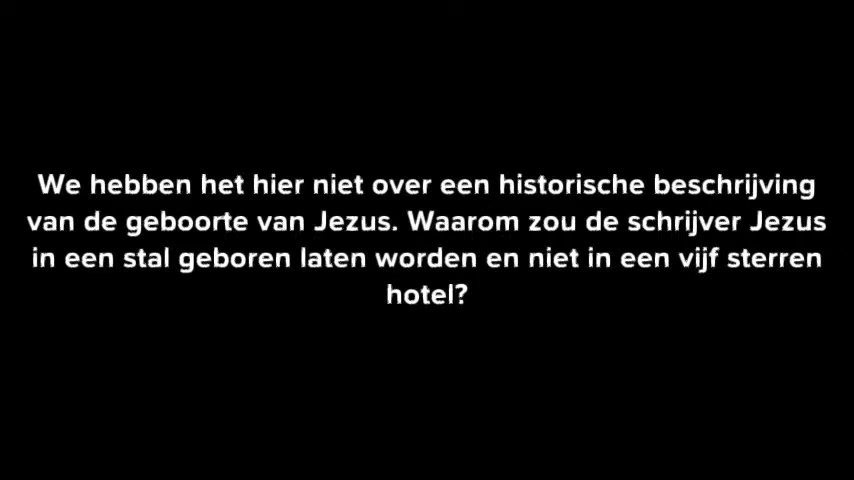 We hebben het hier niet over een historische beschrijving
van de geboorte van Jezus. Waarom zou de schrijver Jezus
in een stal geboren laten worden en niet in een vijf sterren
hotel?